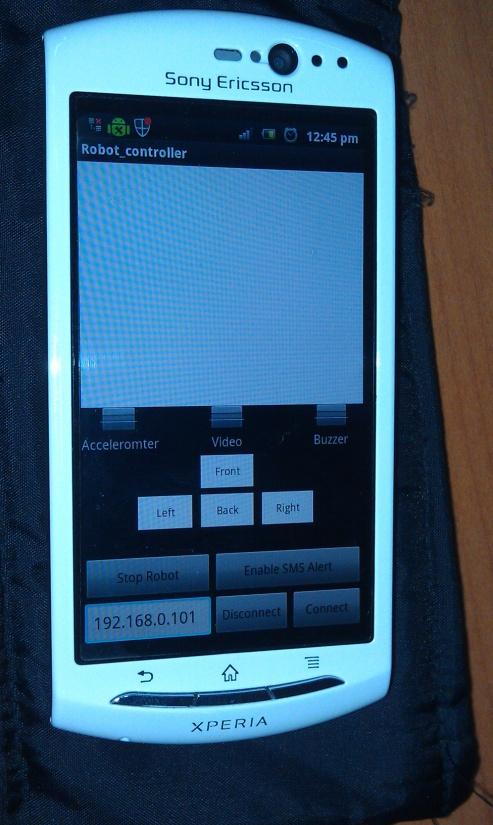 Sony Ericsson
12:45 pm
Robot_controller
Acceleromter Video Buzzer
Front
Left Back Right
Stop Robot Enable SMS Alert
192.168.0.101 Disconnect Connect
XPERIA